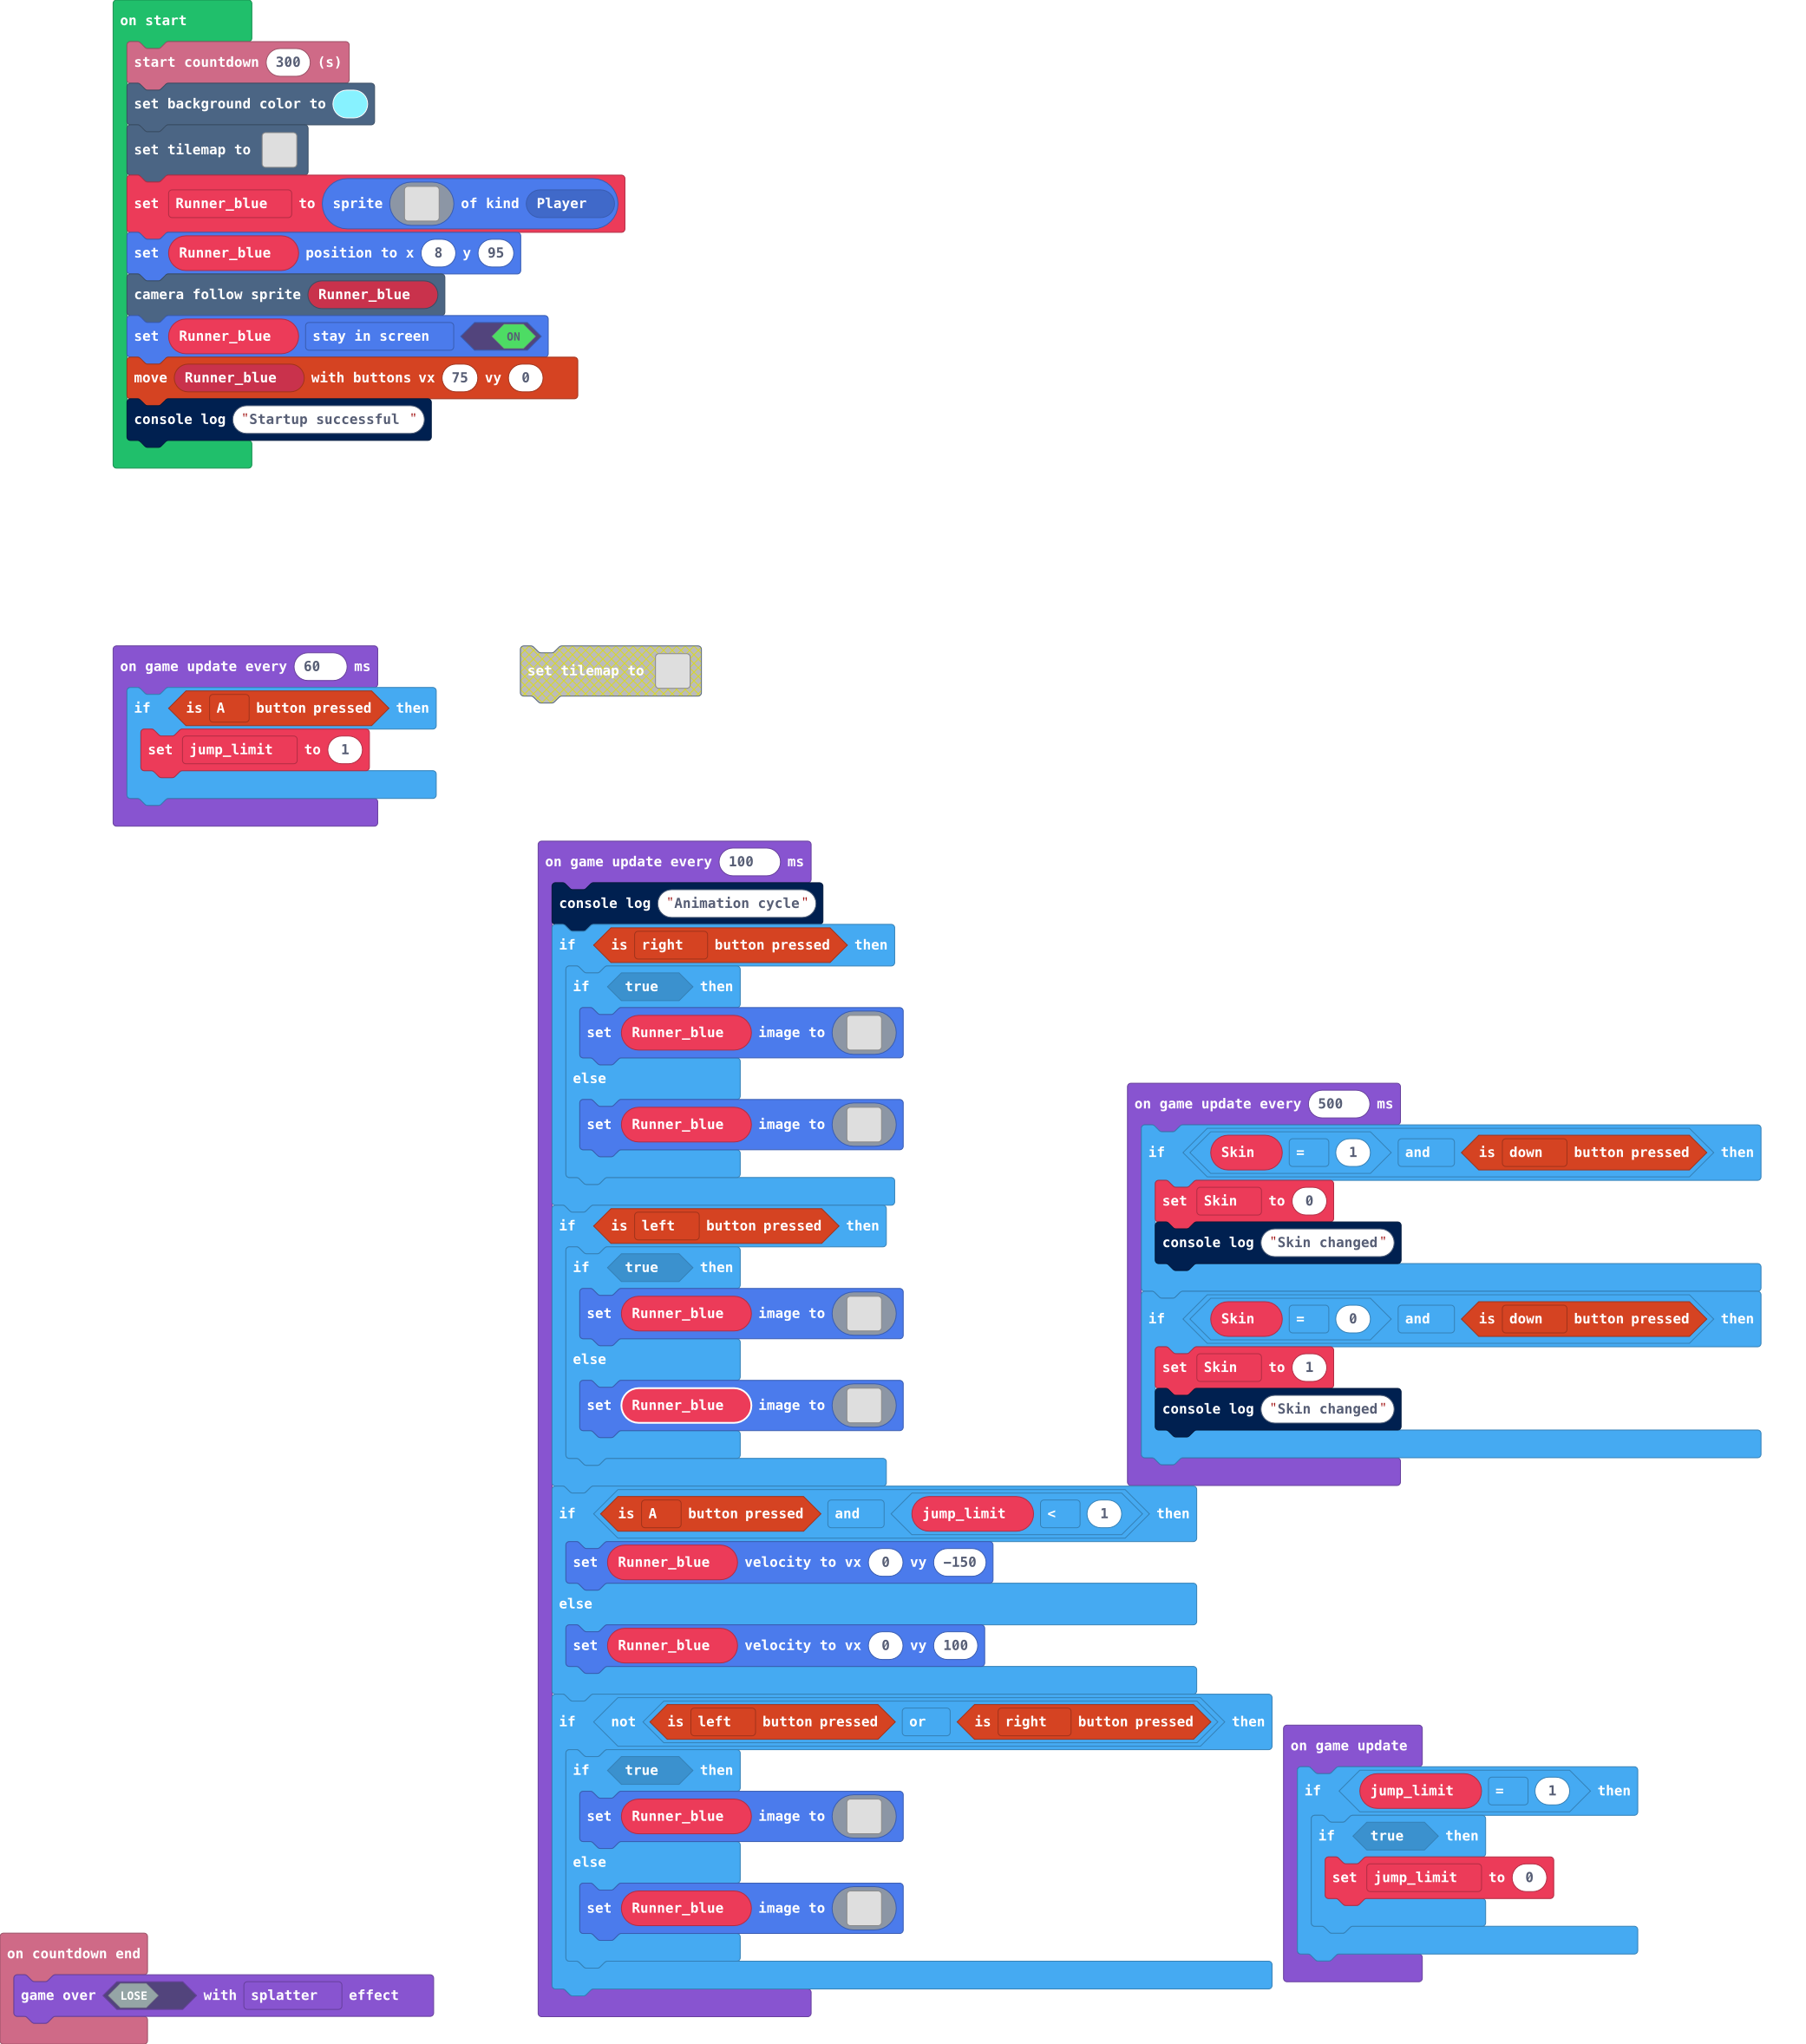 on start
start countdown 300 (s)
set background color to
set tilemap to
set Runner_blue to sprite of kind Player
set Runner_blue position to x 8 y 95
camera follow sprite Runner_blue
set Runner_blue stay in screen ON
move Runner_blue with buttons vx 75 vy 0
console log "Startup successful "
on game update every 60 ms
if is A button pressed then
set jump_limit to 1
set tilemap to
on game update every 100 ms
console log "Animation cycle"
if is right button pressed then
if true then
set Runner_blue image to
else
set Runner_blue image to
if is left button pressed then
if true then
set Runner_blue image to
else
set Runner_blue image to
if is A button pressed and jump_limit < 1 then
set Runner_blue velocity to vx 0 vy −150
else
set Runner_blue velocity to vx 0 vy 100
if not is left button pressed or is right button pressed then
if true then
set Runner_blue image to
else
set Runner_blue image to
on game update every 500 ms
if Skin = 1 and is down button pressed then
set Skin to 0
console log "Skin changed"
if Skin = 0 and is down button pressed then
set Skin to 1
console log "Skin changed"
on game update
if jump_limit = 1 then
if true then
set jump_limit to 0
on countdown end
game over LOSE with splatter effect